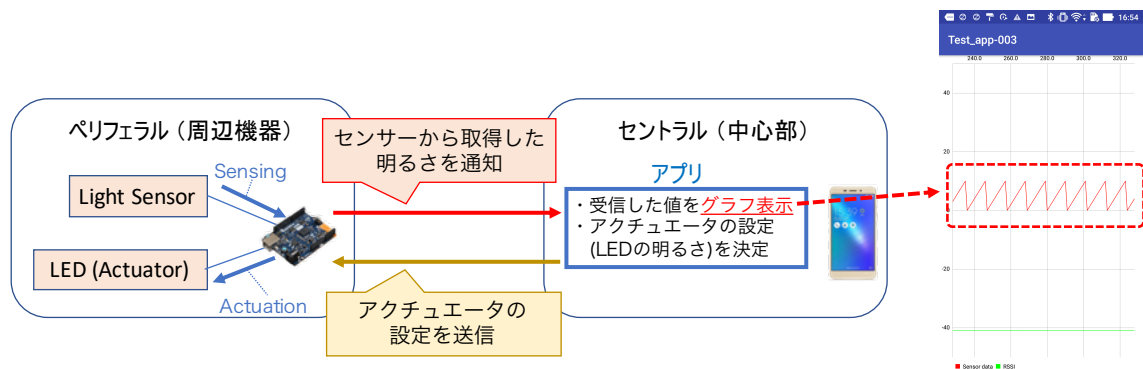 ペリフェラル（周辺機器）
Sensing
Light Sensor
LED (Actuator)
Actuation
センサーから取得した
明るさを通知
アクチュエータの
設定を送信
セントラル（中心部）
アプリ
・受信した値をグラフ表示
・アクチュエータの設定
(LEDの明るさ)を決定
16:54
Test_app-003
240.0 260.0 280.0 300.0 320.0
40
20
0
-20
-40
Sensor data RSSI